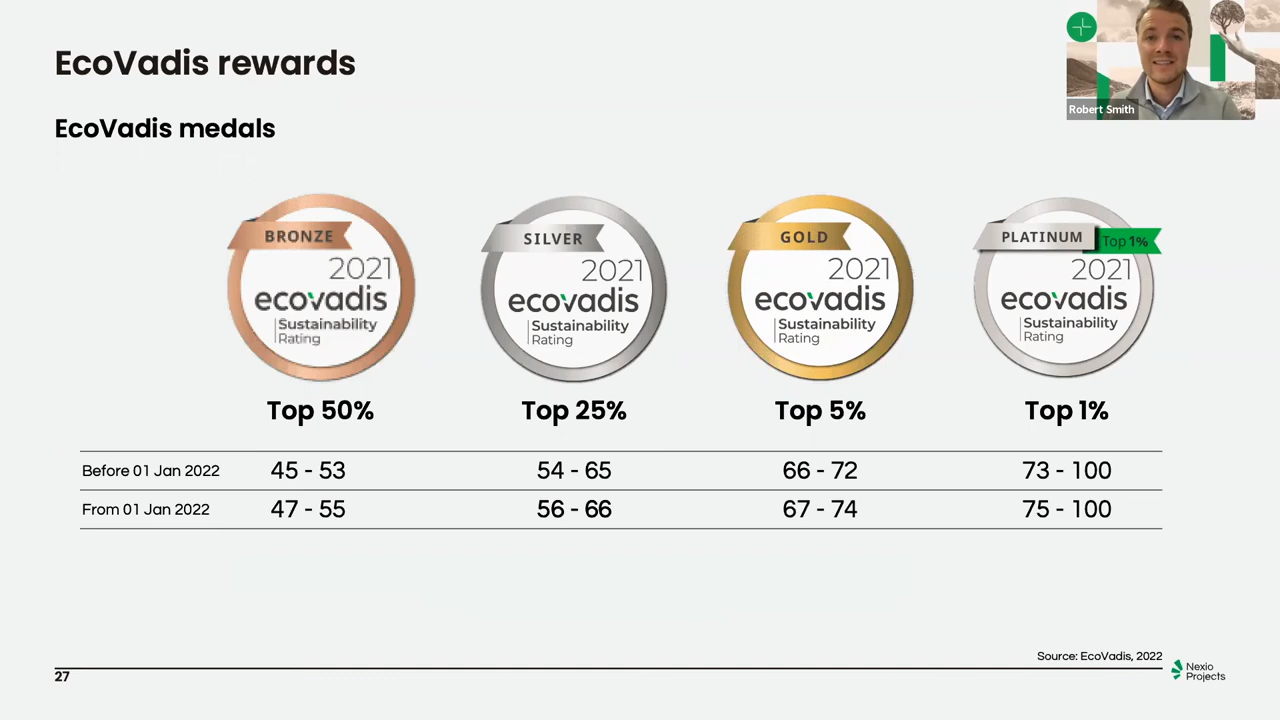 EcoVadis rewards
EcoVadis medals
Robert Smith
BRONZE
2021
ecovadis
Sustainability
Rating
SILVER
2021
ecovadis
Sustainability
Rating
GOLD
2021
ecovadis
Sustainability
Rating
PLATINUM
Top 1%
2021
ecovadis
Sustainability
Rating
Top 50% Top 25% Top 5% Top 1%
Before 01 Jan 2022 45 - 53 54 - 65 66 - 72 73 - 100
From 01 Jan 2022 47 - 55 56 - 66 67 - 74 75 - 100
Source: EcoVadis, 2022
27
Nexio
Projects